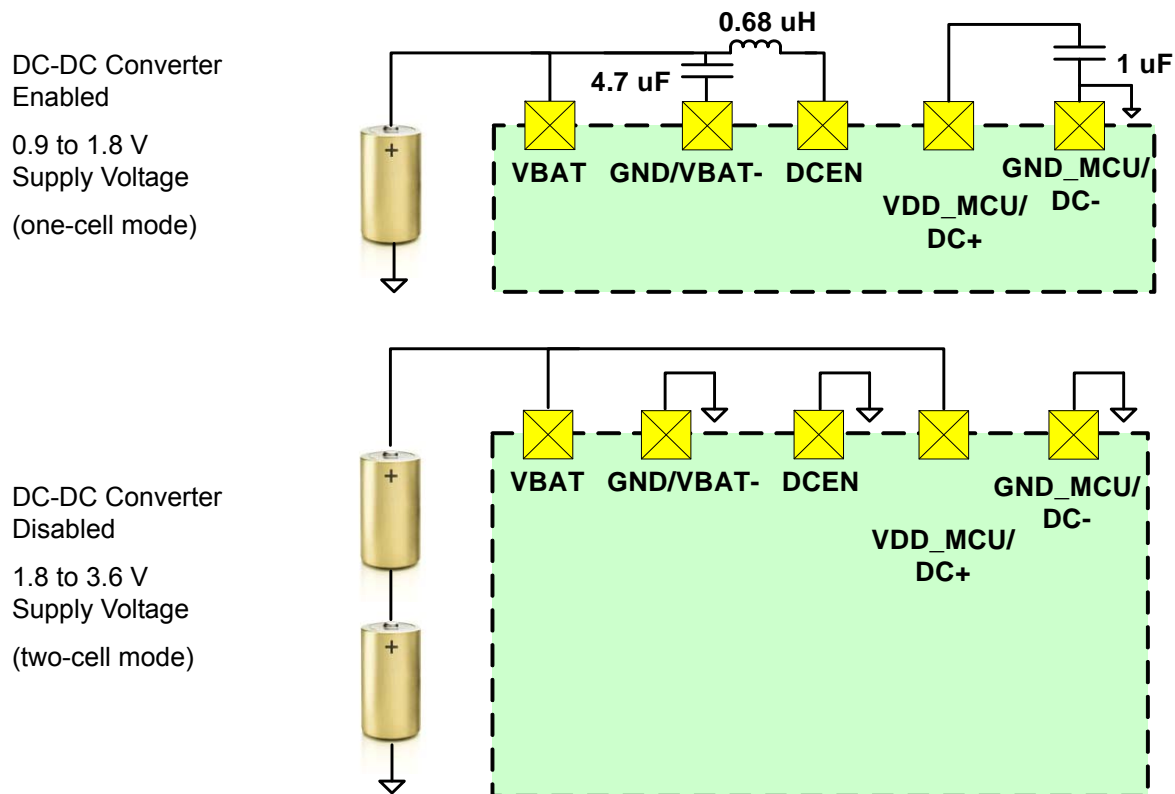 0.68 uH
DC-DC Converter
Enabled
0.9 to 1.8 V
Supply Voltage
(one-cell mode)
4.7 uF
1 uF
+
VBAT
GND/VBAT-
DCEN
VDD_MCU/
DC+
GND_MCU/
DC-
DC-DC Converter
Disabled
1.8 to 3.6 V
Supply Voltage
(two-cell mode)
+
+
VBAT
GND/VBAT-
DCEN
VDD_MCU/
DC+
GND_MCU/
DC-